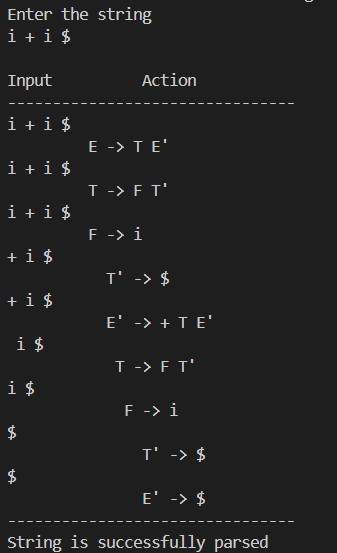 Enter the string
i + i $
Input Action
--------------------------------
i + i $
E -> T E'
i + i $
T -> F T'
i + i $
F -> i
+ i $
T' -> $
+ i $
E' -> + T E'
i $
T -> F T'
i $
F -> i
$
T' -> $
$
E' -> $
--------------------------------
String is successfully parsed